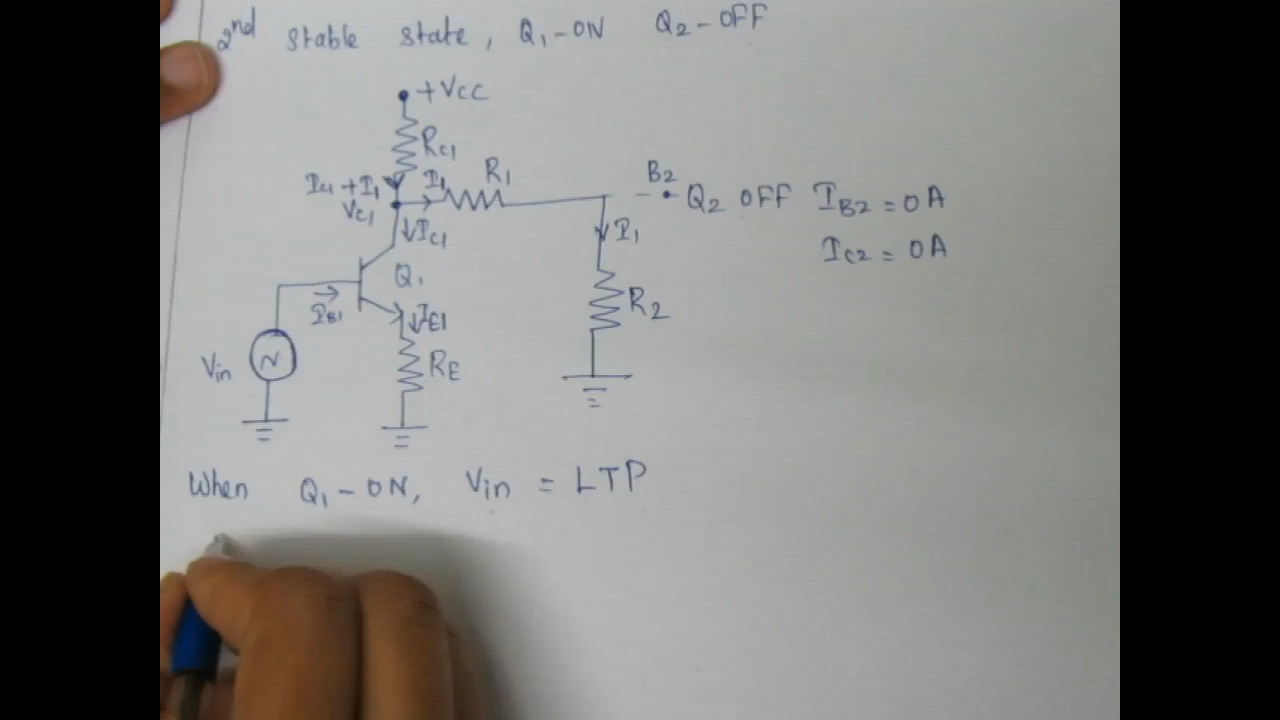 2nd stable state, Q1-ON Q2-OFF
+VCC
RC1
IC1+I1 I1 R1
VC1
IC1
B2
Q2 OFF IB2 = 0A
IC2 = 0A
I1
Q1
R2
IB1
IE1
Vin
RE
When Q1-ON, Vin = LTP